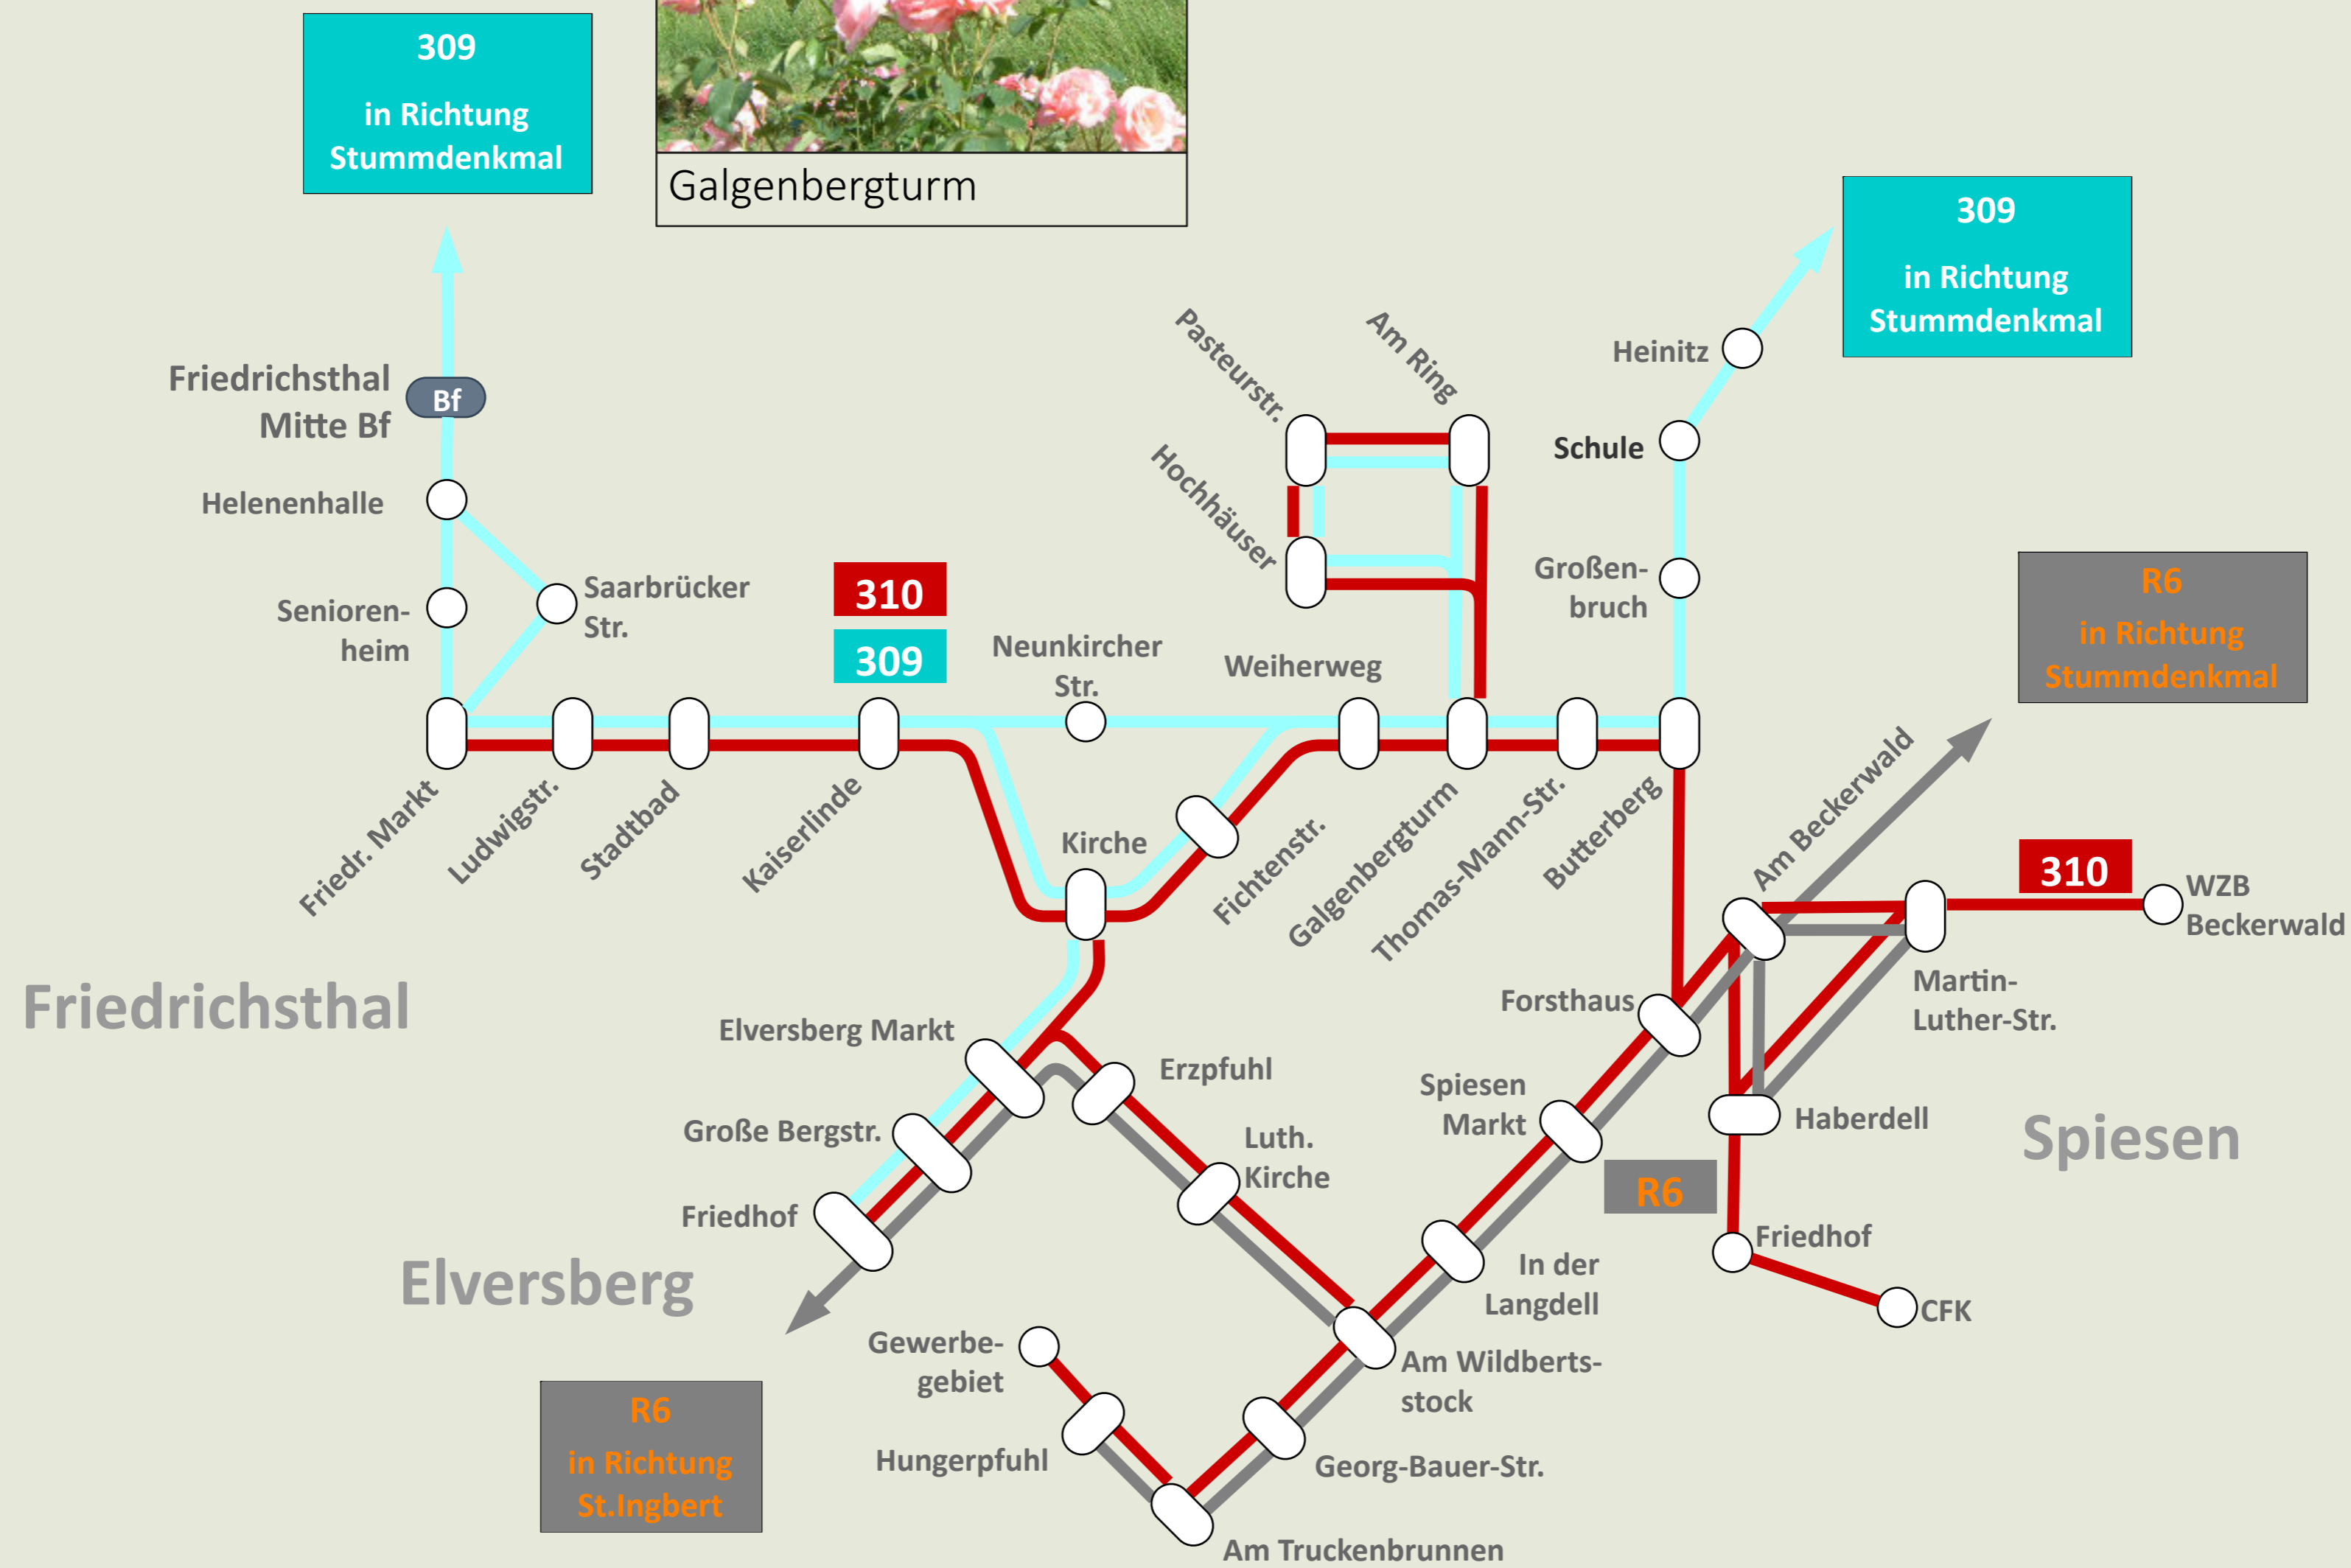 309
in Richtung
Stummdenkmal
Galgenbergturm
309
in Richtung
Stummdenkmal
Friedrichsthal
Mitte Bf
Bf
Helenenhalle
Senioren-
heim
Saarbrücker
Str.
310
309
Neunkircher
Str.
Weiherweg
Pasteurstr.
Am Ring
Hochhäuser
Heinitz
Schule
Großen-
bruch
R6
in Richtung
Stummdenkmal
Friedr. Markt
Ludwigstr.
Stadtbad
Kaiserlinde
Kirche
Fichtenstr.
Galgenbergturm
Thomas-Mann-Str.
Butterberg
Am Beckerwald
310
WZB
Beckerwald
Martin-
Luther-Str.
Friedrichsthal
Elversberg Markt
Erzpfuhl
Forsthaus
Spiesen
Markt
Haberdell
Spiesen
Große Bergstr.
Luth.
Kirche
R6
Friedhof
Friedhof
Elversberg
In der
Langdell
CFK
Gewerbe-
gebiet
Am Wildberts-
stock
R6
in Richtung
St.Ingbert
Hungerpfuhl
Georg-Bauer-Str.
Am Truckenbrunnen